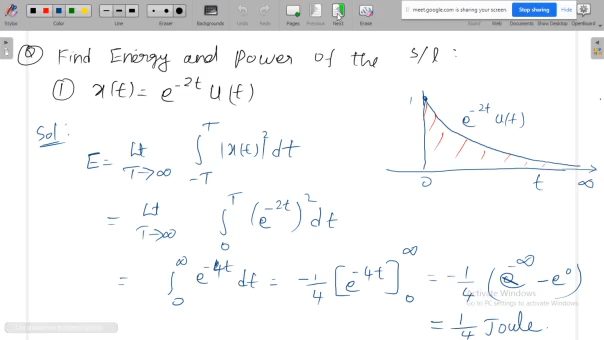 meet.google.com is sharing your screen.
Stop sharing
Hide
Board
Color
Line
Eraser
Backgrounds
Undo
Redo
Pages
Previous
Next
Erase
Web
Documents
Show Desktop
Openboard
Q Find Energy and power of the s/l :
① x(t) = e^{-2t} u(t)
Sol :
1
e^{-2t} u(t)
0 t ∞
E = Lt_{T→∞} ∫_{-T}^{T} |x(t)|² dt
= Lt_{T→∞} ∫_{0}^{T} (e^{-2t})² dt
= ∫_{0}^{∞} e^{-4t} dt = -1/4 [e^{-4t}]_{0}^{∞} = -1/4 (e^{-∞} - e^{0})
= 1/4 Joule.
Activate Windows
Go to PC settings to activate Windows.